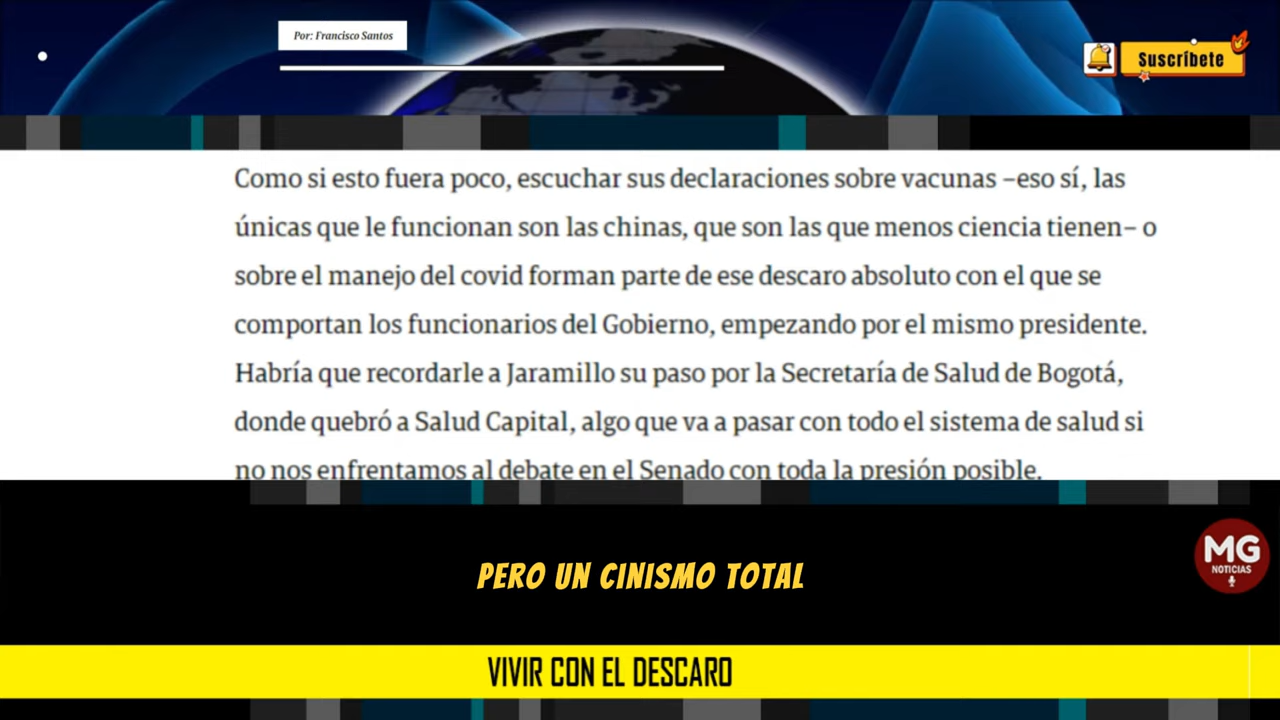 Por: Francisco Santos
Suscríbete
Como si esto fuera poco, escuchar sus declaraciones sobre vacunas –eso sí, las
únicas que le funcionan son las chinas, que son las que menos ciencia tienen– o
sobre el manejo del covid forman parte de ese descaro absoluto con el que se
comportan los funcionarios del Gobierno, empezando por el mismo presidente.
Habría que recordarle a Jaramillo su paso por la Secretaría de Salud de Bogotá,
donde quebró a Salud Capital, algo que va a pasar con todo el sistema de salud si
no nos enfrentamos al debate en el Senado con toda la presión posible.
PERO UN CINISMO TOTAL
MG
NOTICIAS
VIVIR CON EL DESCARO